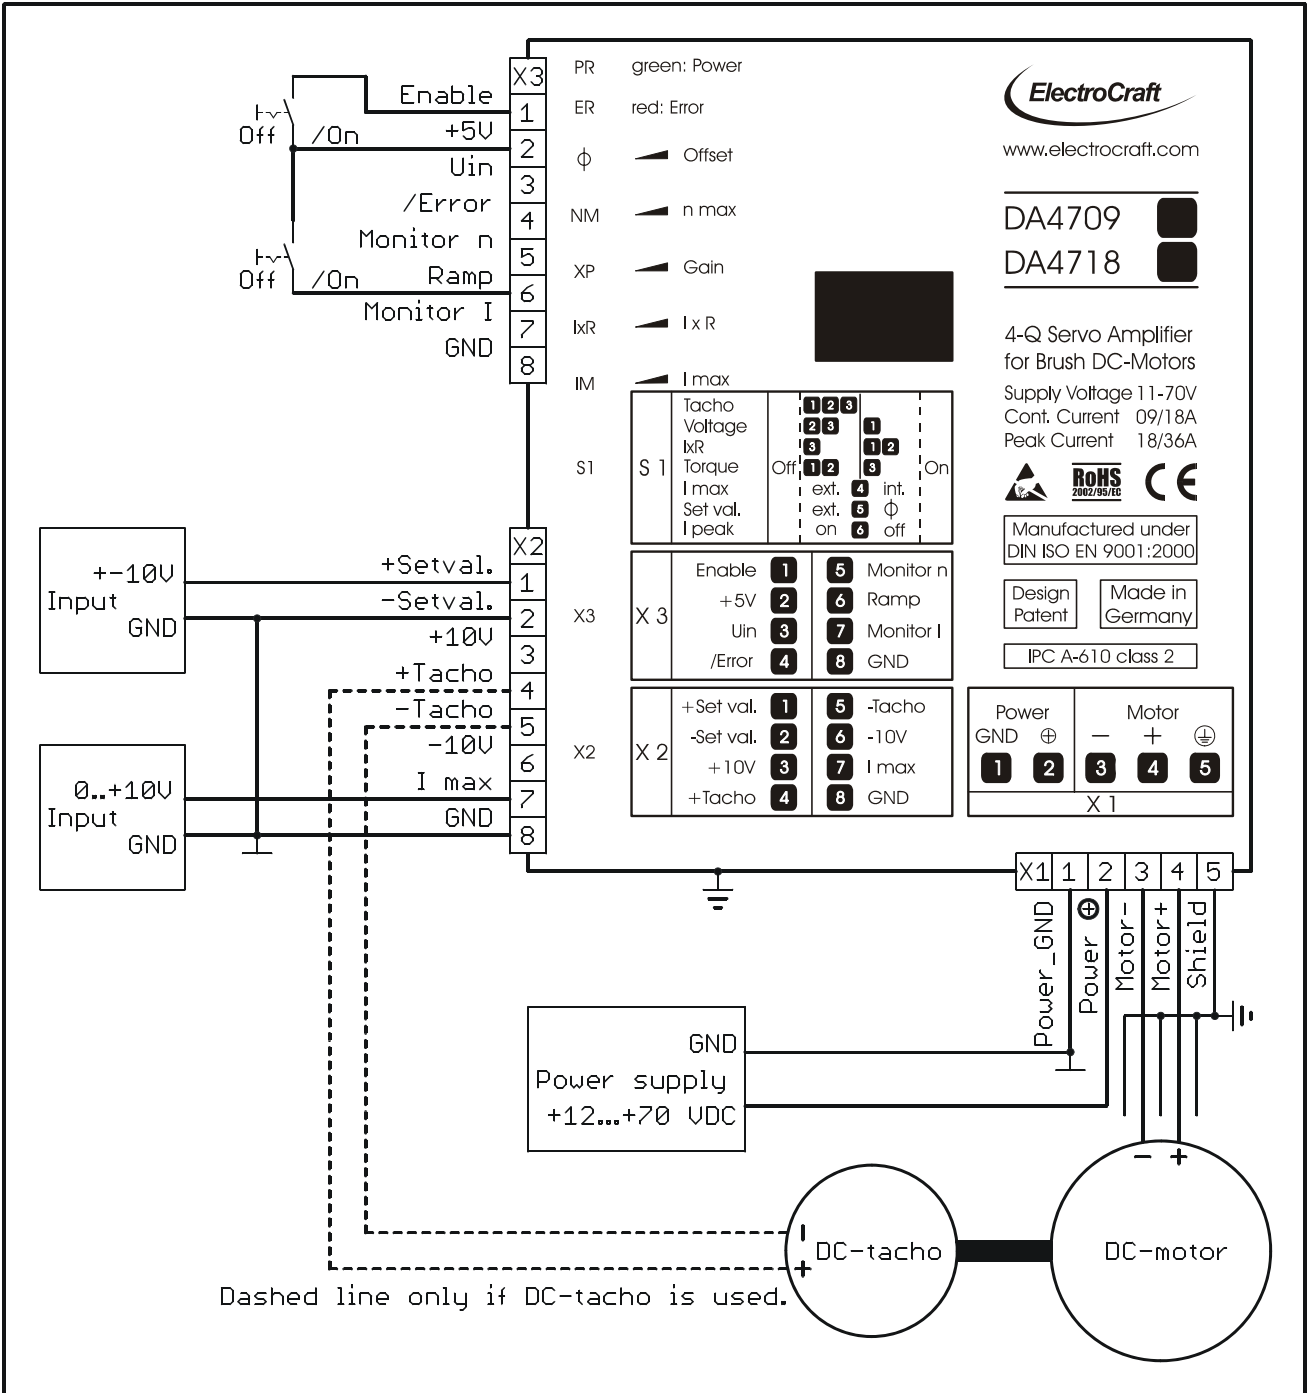 X3
Enable
1
+5V
2
Uin
3
/Error
4
Monitor n
5
Ramp
6
Monitor I
7
GND
8
Off /On
Off /On
PR green: Power
ER red: Error
ϕ Offset
NM n max
XP Gain
IxR I x R
IM I max
S1
ElectroCraft
www.electrocraft.com
DA4709
DA4718
4-Q Servo Amplifier
for Brush DC-Motors
Supply Voltage 11-70V
Cont. Current 09/18A
Peak Current 18/36A
RoHS
2002/95/EC
CE
Manufactured under
DIN ISO EN 9001:2000
Design
Patent
Made in
Germany
IPC A-610 class 2
S 1
Off
On
Tacho 1 2 3
Voltage 2 3 1
IxR 3 1 2
Torque 1 2 3
I max ext. 4 int.
Set val. ext. 5 ϕ
I peak on 6 off
X3
X 3
Enable 1 5 Monitor n
+5V 2 6 Ramp
Uin 3 7 Monitor I
/Error 4 8 GND
X2
X 2
+Set val. 1 5 -Tacho
-Set val. 2 6 -10V
+10V 3 7 I max
+Tacho 4 8 GND
Power Motor
GND ⊕ − + ⏚
1 2 3 4 5
X 1
X2
+Setval.
1
-Setval.
2
+10V
3
+Tacho
4
-Tacho
5
-10V
6
I max
7
GND
8
+-10V
Input
GND
0..+10V
Input
GND
X1 1 2 3 4 5
Power_GND
Power ⊕
Motor-
Motor+
Shield
GND
Power supply
+12...+70 VDC
− +
DC-motor
−
DC-tacho
+
Dashed line only if DC-tacho is used.